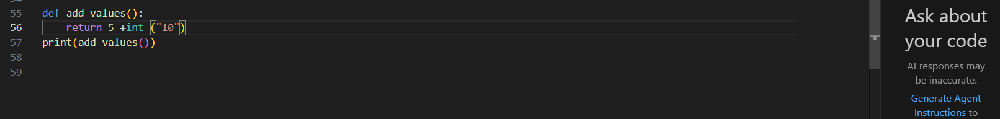 55 def add_values():
56     return 5 +int ("10")
57 print(add_values())
58
59
Ask about
your code
AI responses may
be inaccurate.
Generate Agent
Instructions to